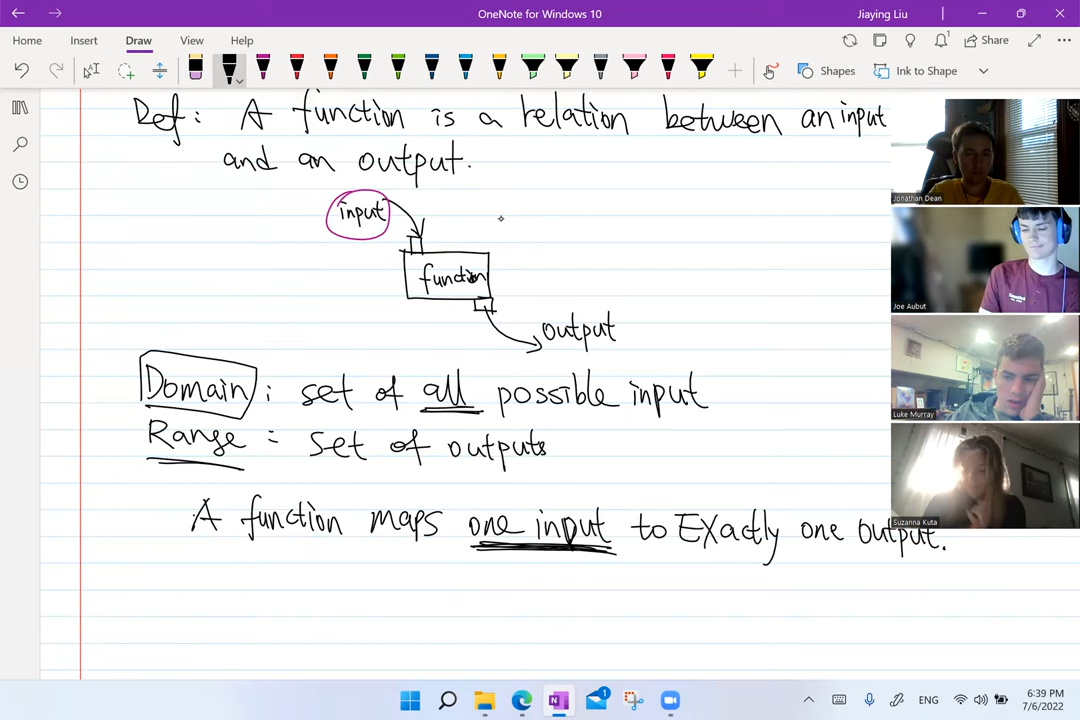 OneNote for Windows 10
Jiaying Liu
Home Insert Draw View Help
Share
Shapes
Ink to Shape
Def: A function is a relation between an input
and an output.
input
function
output
Domain: set of all possible input
Range: set of outputs
A function maps one input to EXactly one output.
Jonathan Dean
Joe Aubut
Luke Murray
Suzanna Kuta
1
ENG
6:39 PM
7/6/2022